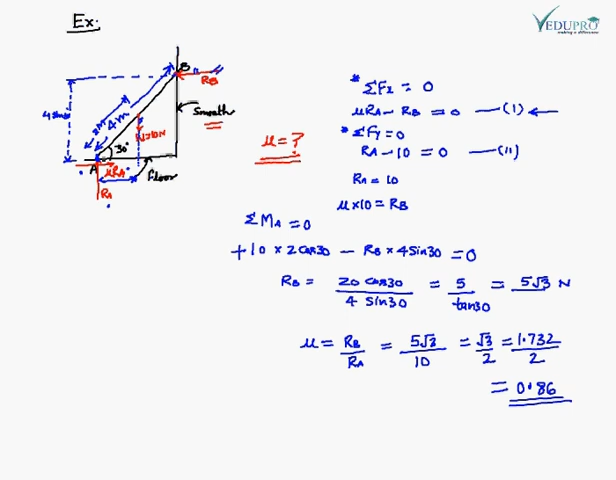 Ex.
VEDUPRO
making a difference
B
RB
4m
2m
Smooth
10N
30°
A
μRA
Floor
RA
μ = ?
* ΣFx = 0
μRA - RB = 0 —(I)
* ΣFy = 0
RA - 10 = 0 —(II)
RA = 10
μ×10 = RB
ΣMA = 0
+10 × 2cos30 - RB × 4Sin30 = 0
RB = 20 cos30 / 4 sin30 = 5 / tan30 = 5√3 N
μ = RB / RA = 5√3 / 10 = √3 / 2 = 1.732 / 2
= 0.86